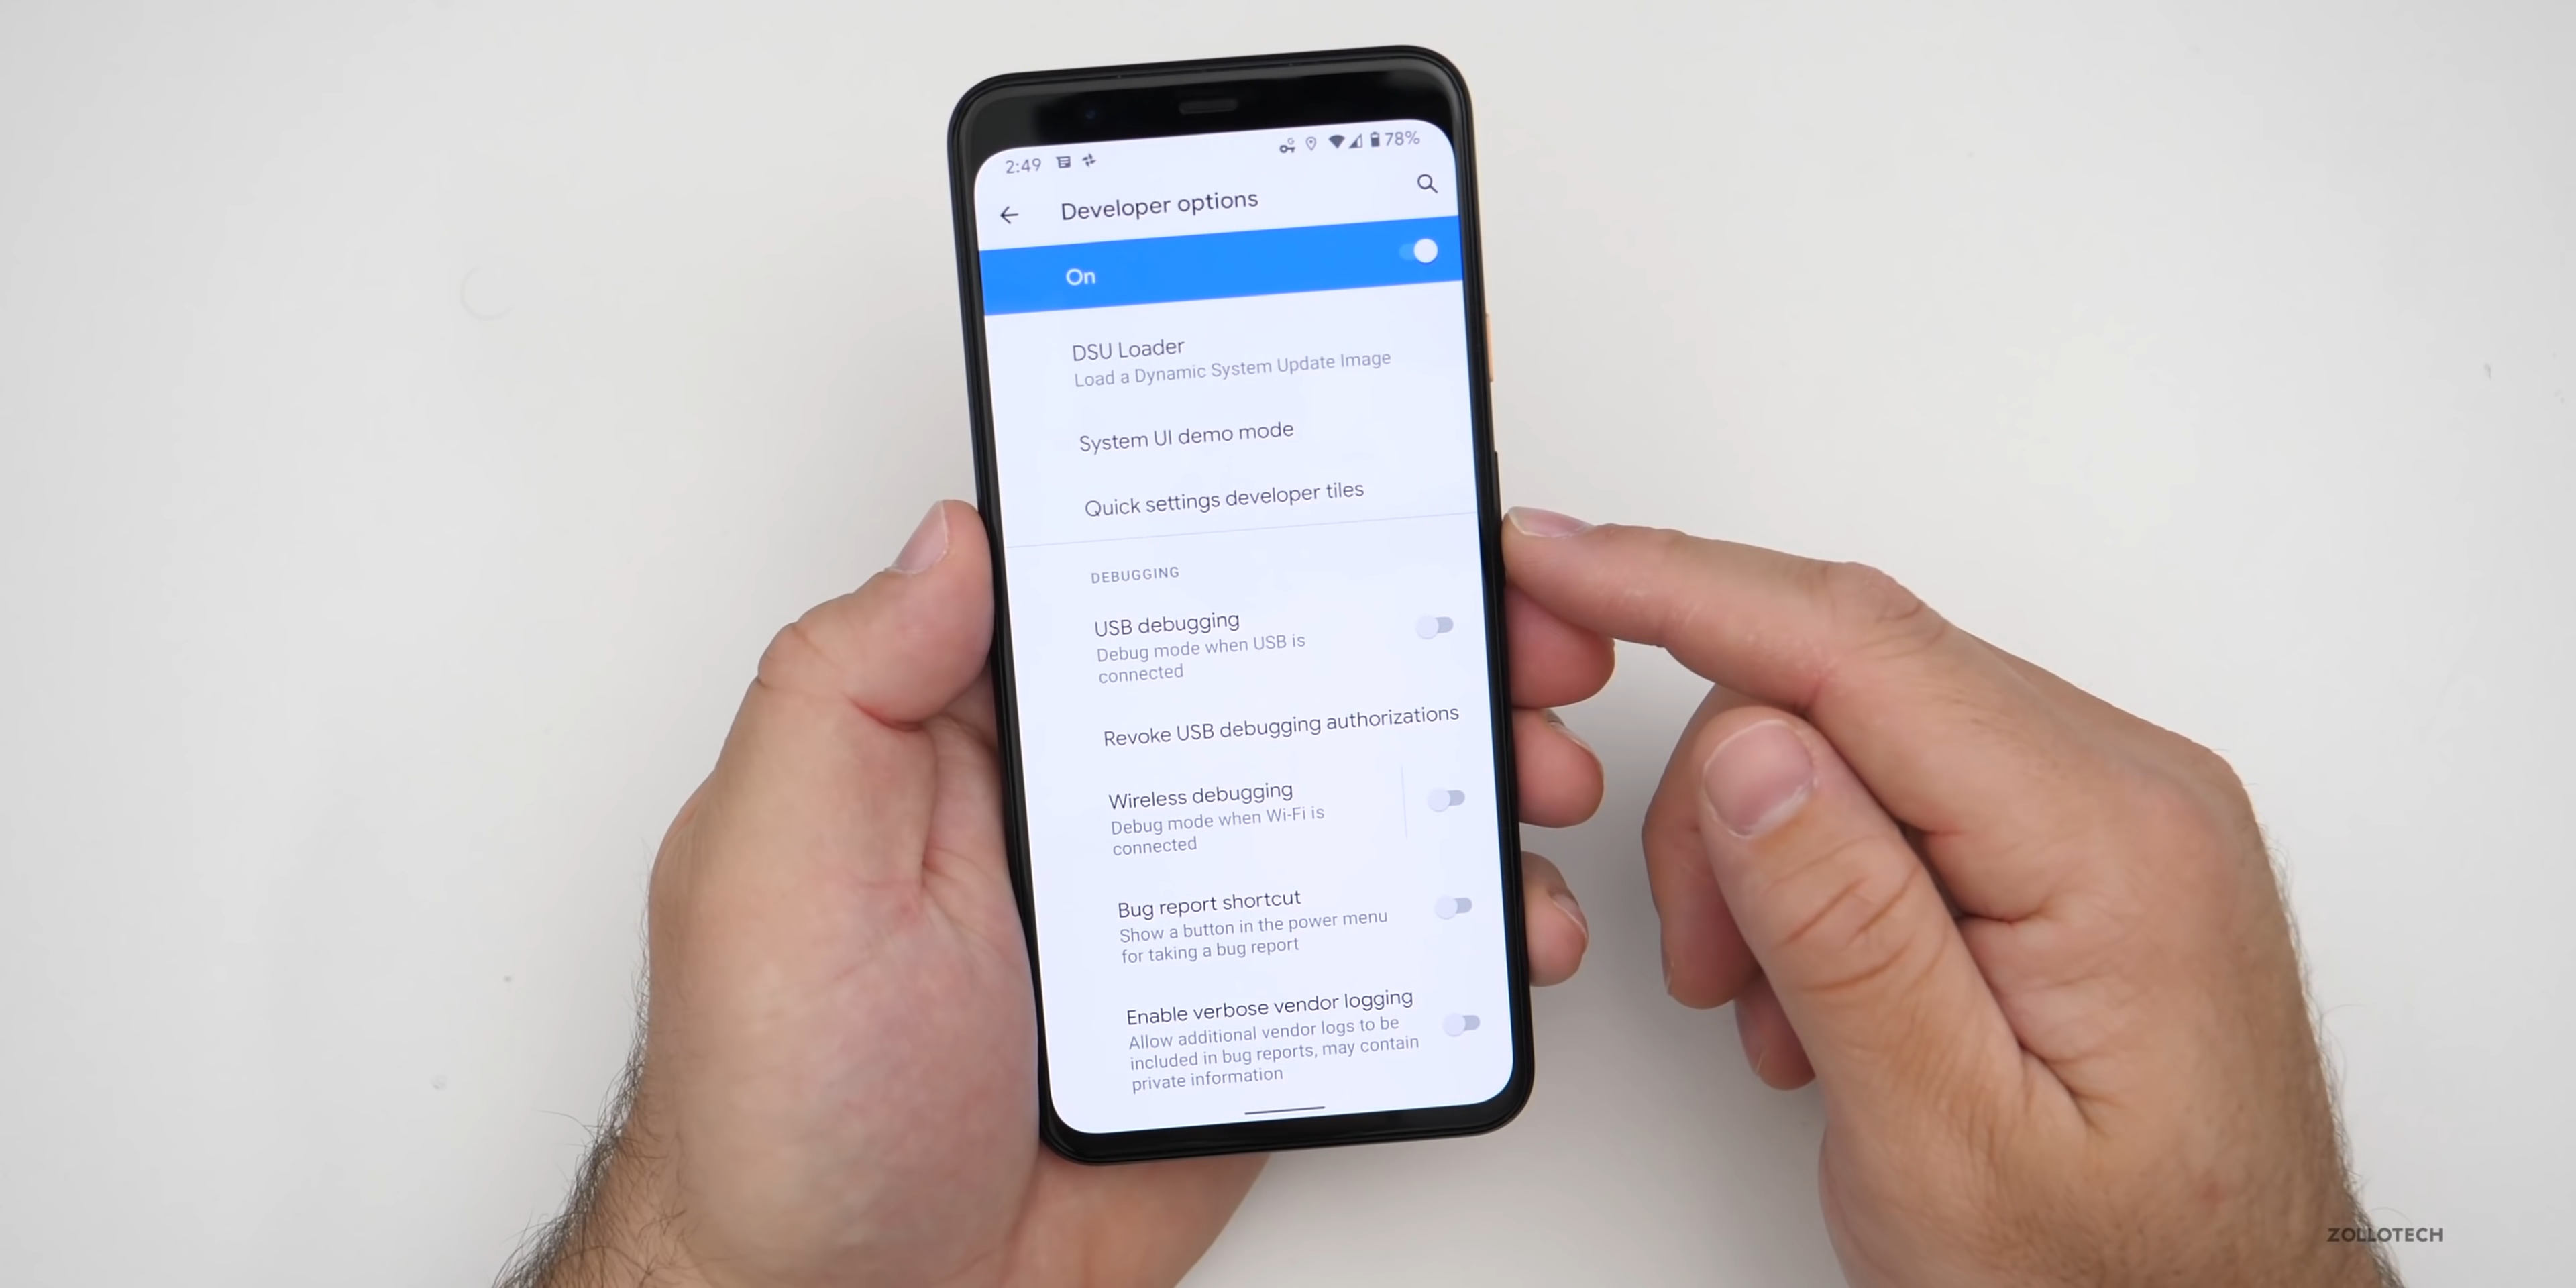 2:49 78%
Developer options
On
DSU Loader
Load a Dynamic System Update Image
System UI demo mode
Quick settings developer tiles
DEBUGGING
USB debugging
Debug mode when USB is
connected
Revoke USB debugging authorizations
Wireless debugging
Debug mode when Wi-Fi is
connected
Bug report shortcut
Show a button in the power menu
for taking a bug report
Enable verbose vendor logging
Allow additional vendor logs to be
included in bug reports, may contain
private information
ZOLLOTECH